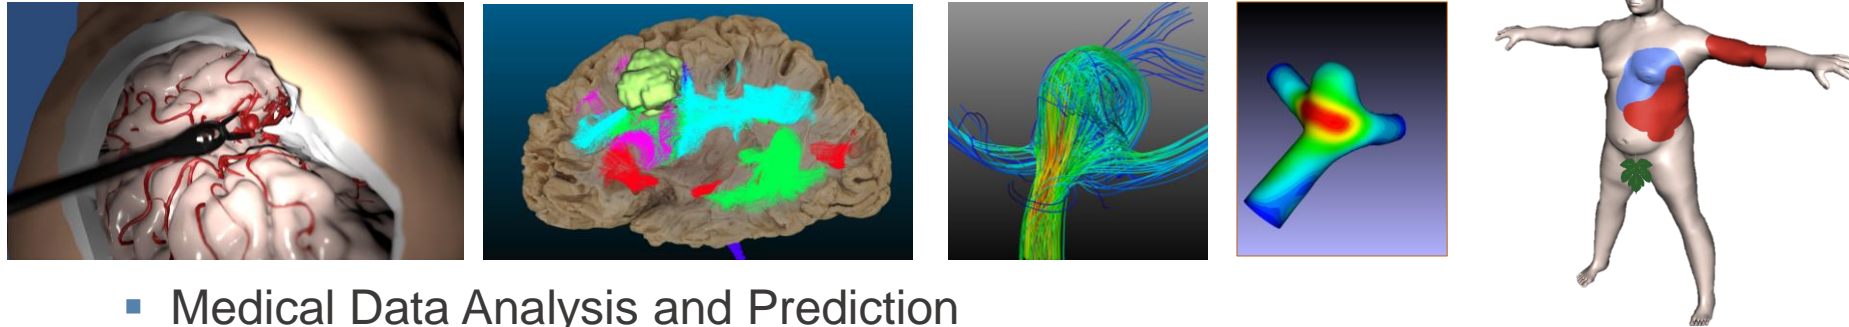 ▪ Medical Data Analysis and Prediction